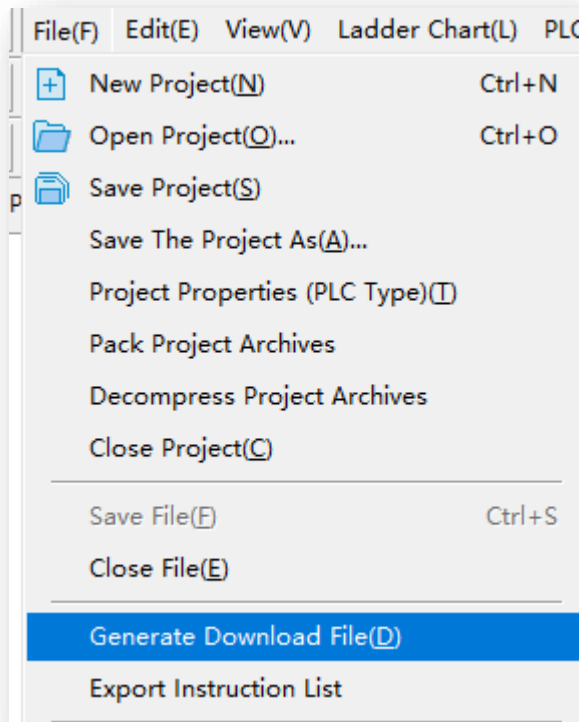 File(F) Edit(E) View(V) Ladder Chart(L) PLC
New Project(N) Ctrl+N
Open Project(O)... Ctrl+O
P
Save Project(S)
Save The Project As(A)...
Project Properties (PLC Type)(T)
Pack Project Archives
Decompress Project Archives
Close Project(C)
Save File(F) Ctrl+S
Close File(E)
Generate Download File(D)
Export Instruction List